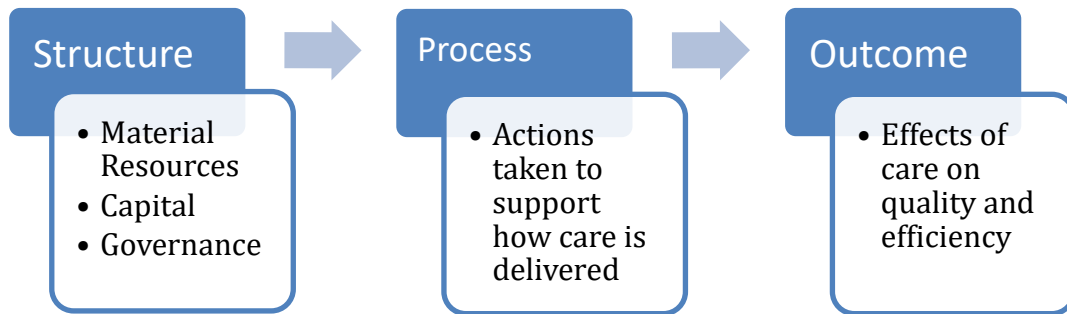 Structure
• Material
Resources
• Capital
• Governance
Process
• Actions
taken to
support
how care is
delivered
Outcome
• Effects of
care on
quality and
efficiency